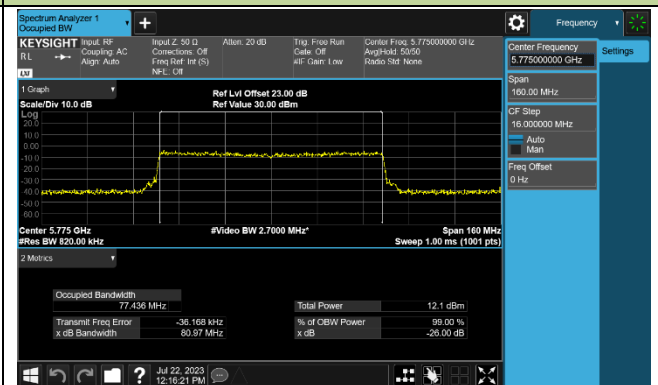 Spectrum Analyzer 1
Occupied BW
+
Frequency
KEYSIGHT
RL
LXI
Input: RF
Coupling: AC
Align: Auto
Input Z: 50 Ω
Corrections: Off
Freq Ref: Int (S)
NFE: Off
Atten: 20 dB
Trig: Free Run
Gate: Off
#IF Gain: Low
Center Freq: 5.775000000 GHz
Avg|Hold: 50/50
Radio Std: None
Center Frequency
5.775000000 GHz
Settings
Span
160.00 MHz
CF Step
16.000000 MHz
Auto
Man
Freq Offset
0 Hz
1 Graph
Scale/Div 10.0 dB
Ref Lvl Offset 23.00 dB
Ref Value 30.00 dBm
Log
20.0
10.0
0.00
-10.0
-20.0
-30.0
-40.0
-50.0
-60.0
Center 5.775 GHz
#Video BW 2.7000 MHz*
Span 160 MHz
#Res BW 820.00 kHz
Sweep 1.00 ms (1001 pts)
2 Metrics
Occupied Bandwidth
77.436 MHz
Total Power 12.1 dBm
Transmit Freq Error -36.168 kHz
% of OBW Power 99.00 %
x dB Bandwidth 80.97 MHz
x dB -26.00 dB
?
Jul 22, 2023
12:16:21 PM